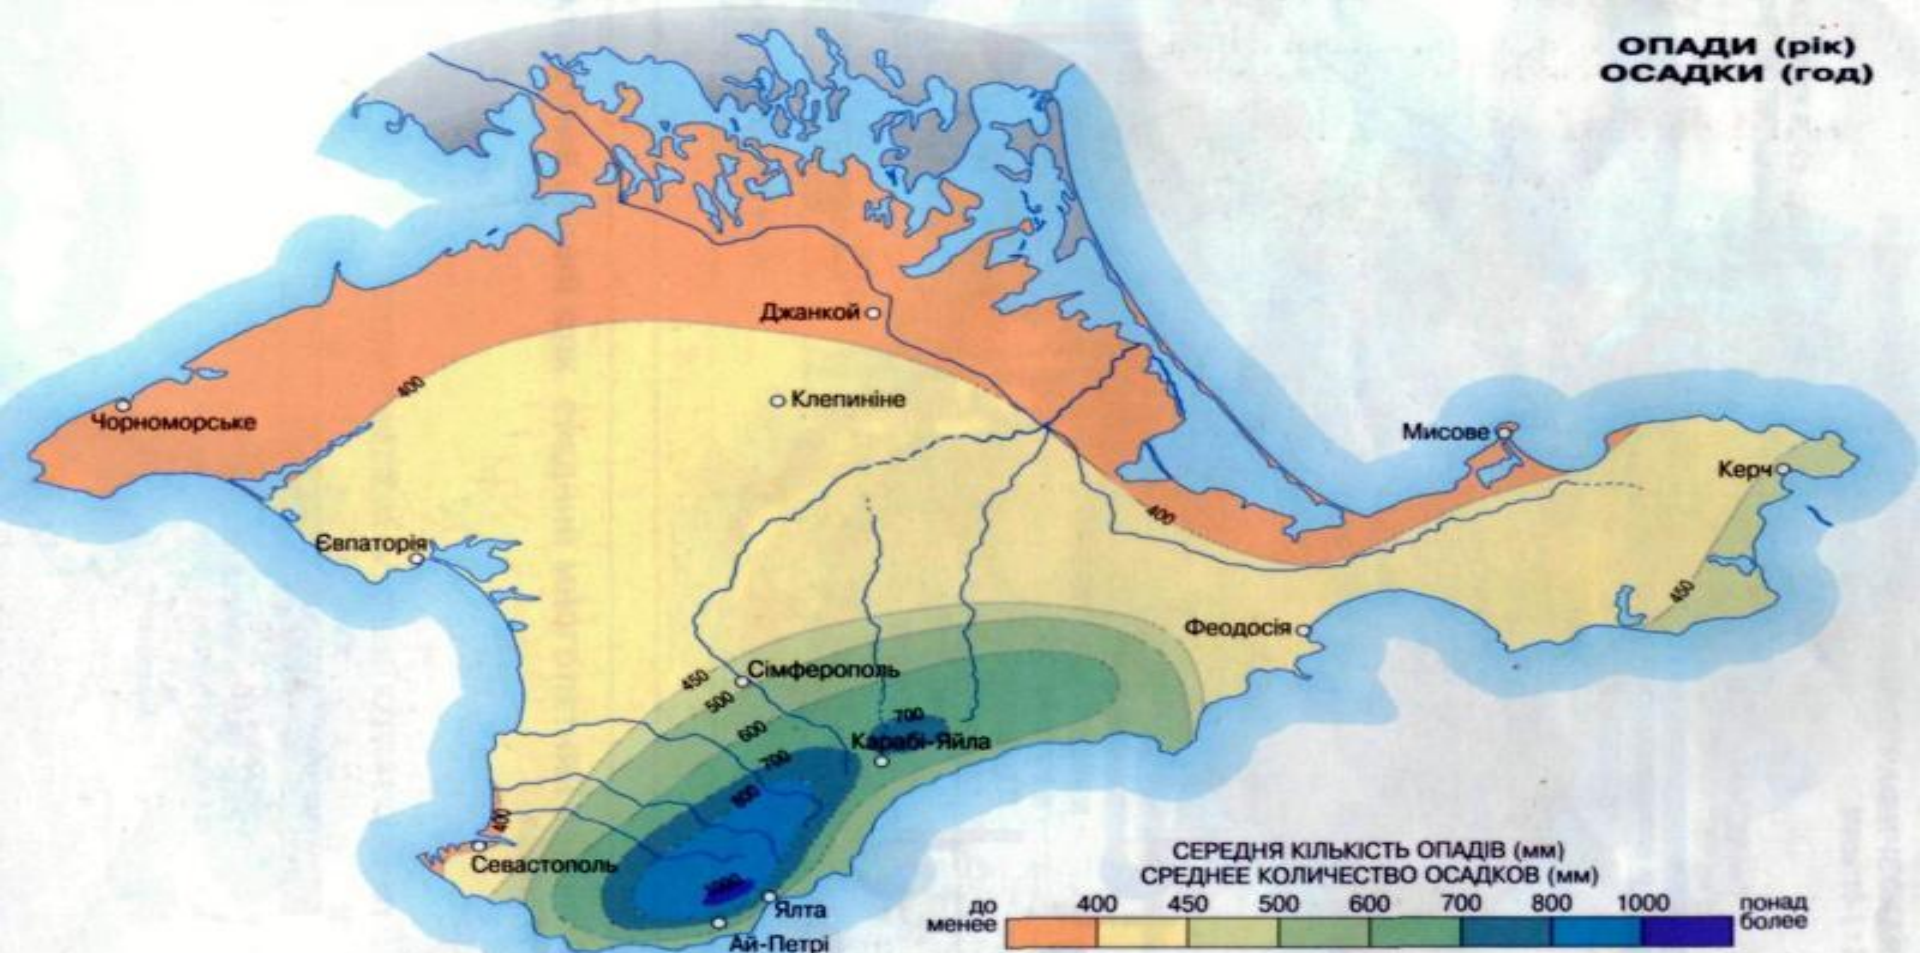 ОПАДИ (рік)
ОСАДКИ (год)
Джанкой
400
Клепиніне
Чорноморське
Мисове
Керч
400
Євпаторія
450
Феодосія
Сімферополь
450
500
700
600
Карабі-Яйла
700
800
400
Севастополь
1000
Ялта
Ай-Петрі
СЕРЕДНЯ КІЛЬКІСТЬ ОПАДІВ (мм)
СРЕДНЕЕ КОЛИЧЕСТВО ОСАДКОВ (мм)
до 400 450 500 600 700 800 1000 понад
менее более